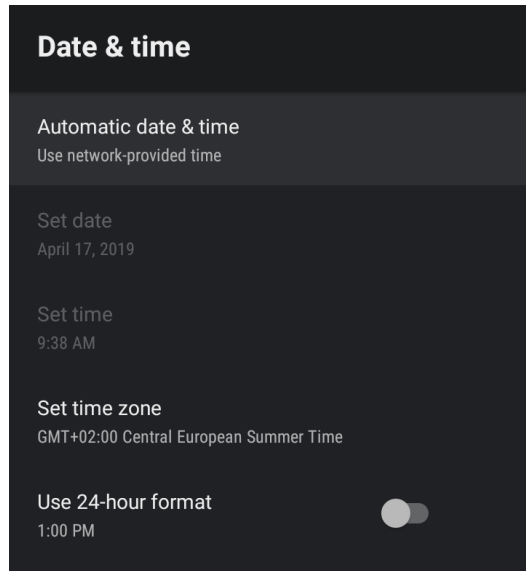 Date & time
Automatic date & time
Use network-provided time
Set date
April 17, 2019
Set time
9:38 AM
Set time zone
GMT+02:00 Central European Summer Time
Use 24-hour format
1:00 PM